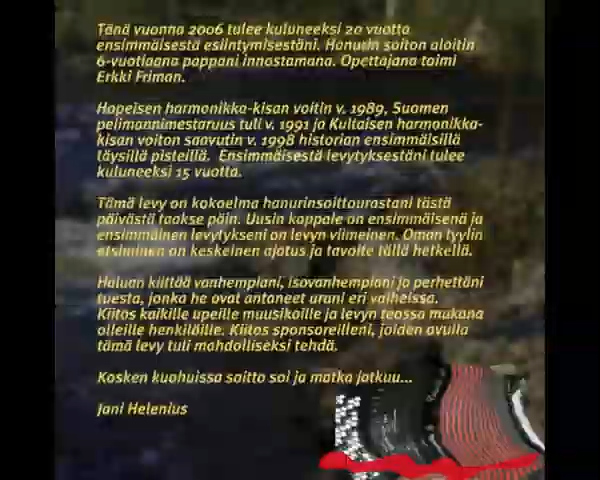 Tänä vuonna 2006 tulee kuluneeksi 20 vuotta
ensimmäisestä esiintymisestäni. Hanurin soiton aloitin
6-vuotiaana pappani innostamana. Opettajana toimi
Erkki Friman.
Hopeisen harmonikka-kisan voitin v. 1989, Suomen
pelimannimestaruus tuli v. 1991 ja Kultaisen harmonikka-
kisan voiton saavutin v. 1998 historian ensimmäisillä
täysillä pisteillä. Ensimmäisestä levytyksestäni tulee
kuluneeksi 15 vuotta.
Tämä levy on kokoelma hanurinsoittourastani tästä
päivästä taakse päin. Uusin kappale on ensimmäisenä ja
ensimmäinen levytykseni on levyn viimeinen. Oman tyylin
etsiminen on keskeinen ajatus ja tavoite tällä hetkellä.
Haluan kiittää vanhempiani, isovanhempiani ja perhettäni
tuesta, jonka he ovat antaneet urani eri vaiheissa.
Kiitos kaikille upeille muusikoille ja levyn teossa mukana
olleille henkilöille. Kiitos sponsoreilleni, joiden avulla
tämä levy tuli mahdolliseksi tehdä.
Kosken kuohuissa soitto soi ja matka jatkuu...
Jani Helenius